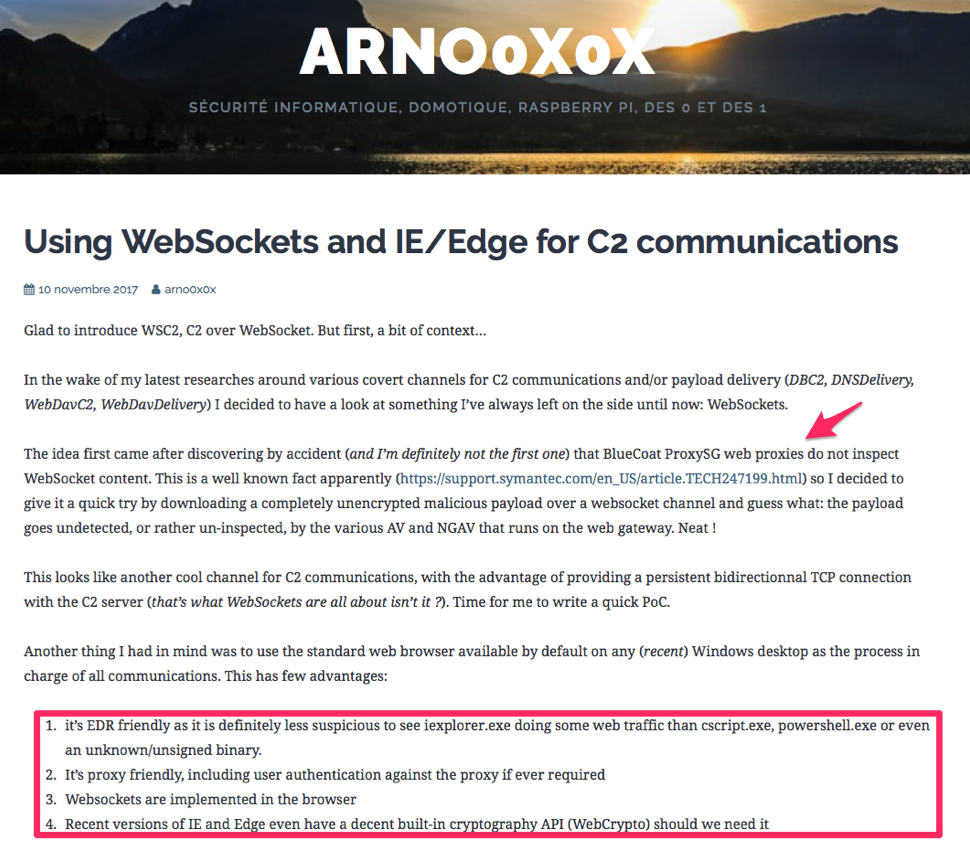 ARNO0X0X
SÉCURITÉ INFORMATIQUE, DOMOTIQUE, RASPBERRY PI, DES 0 ET DES 1
Using WebSockets and IE/Edge for C2 communications
10 novembre 2017 arno0x0x
Glad to introduce WSC2, C2 over WebSocket. But first, a bit of context…
In the wake of my latest researches around various covert channels for C2 communications and/or payload delivery (DBC2, DNSDelivery,
WebDavC2, WebDavDelivery) I decided to have a look at something I've always left on the side until now: WebSockets.
The idea first came after discovering by accident (and I'm definitely not the first one) that BlueCoat ProxySG web proxies do not inspect
WebSocket content. This is a well known fact apparently (https://support.symantec.com/en_US/article.TECH247199.html) so I decided to
give it a quick try by downloading a completely unencrypted malicious payload over a websocket channel and guess what: the payload
goes undetected, or rather un-inspected, by the various AV and NGAV that runs on the web gateway. Neat !
This looks like another cool channel for C2 communications, with the advantage of providing a persistent bidirectionnal TCP connection
with the C2 server (that's what WebSockets are all about isn't it ?). Time for me to write a quick PoC.
Another thing I had in mind was to use the standard web browser available by default on any (recent) Windows desktop as the process in
charge of all communications. This has few advantages:
1. it's EDR friendly as it is definitely less suspicious to see iexplorer.exe doing some web traffic than cscript.exe, powershell.exe or even
an unknown/unsigned binary.
2. It's proxy friendly, including user authentication against the proxy if ever required
3. Websockets are implemented in the browser
4. Recent versions of IE and Edge even have a decent built-in cryptography API (WebCrypto) should we need it